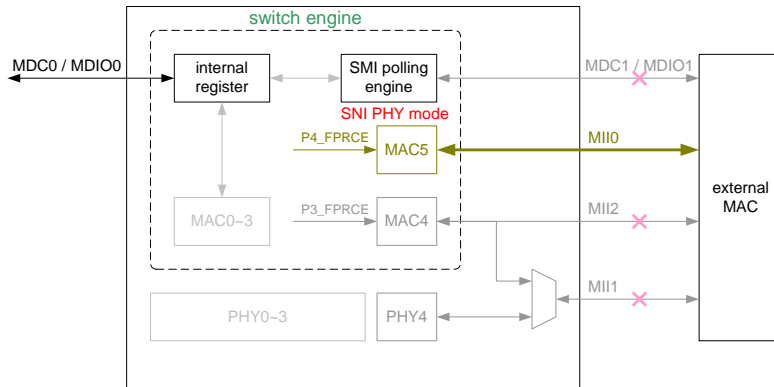 switch engine
MDC0 / MDIO0
internal
register
SMI polling
engine
MDC1 / MDIO1
SNI PHY mode
P4_FPRCE
MAC5
MII0
external
MAC
MAC0~3
P3_FPRCE
MAC4
MII2
MII1
PHY0~3
PHY4